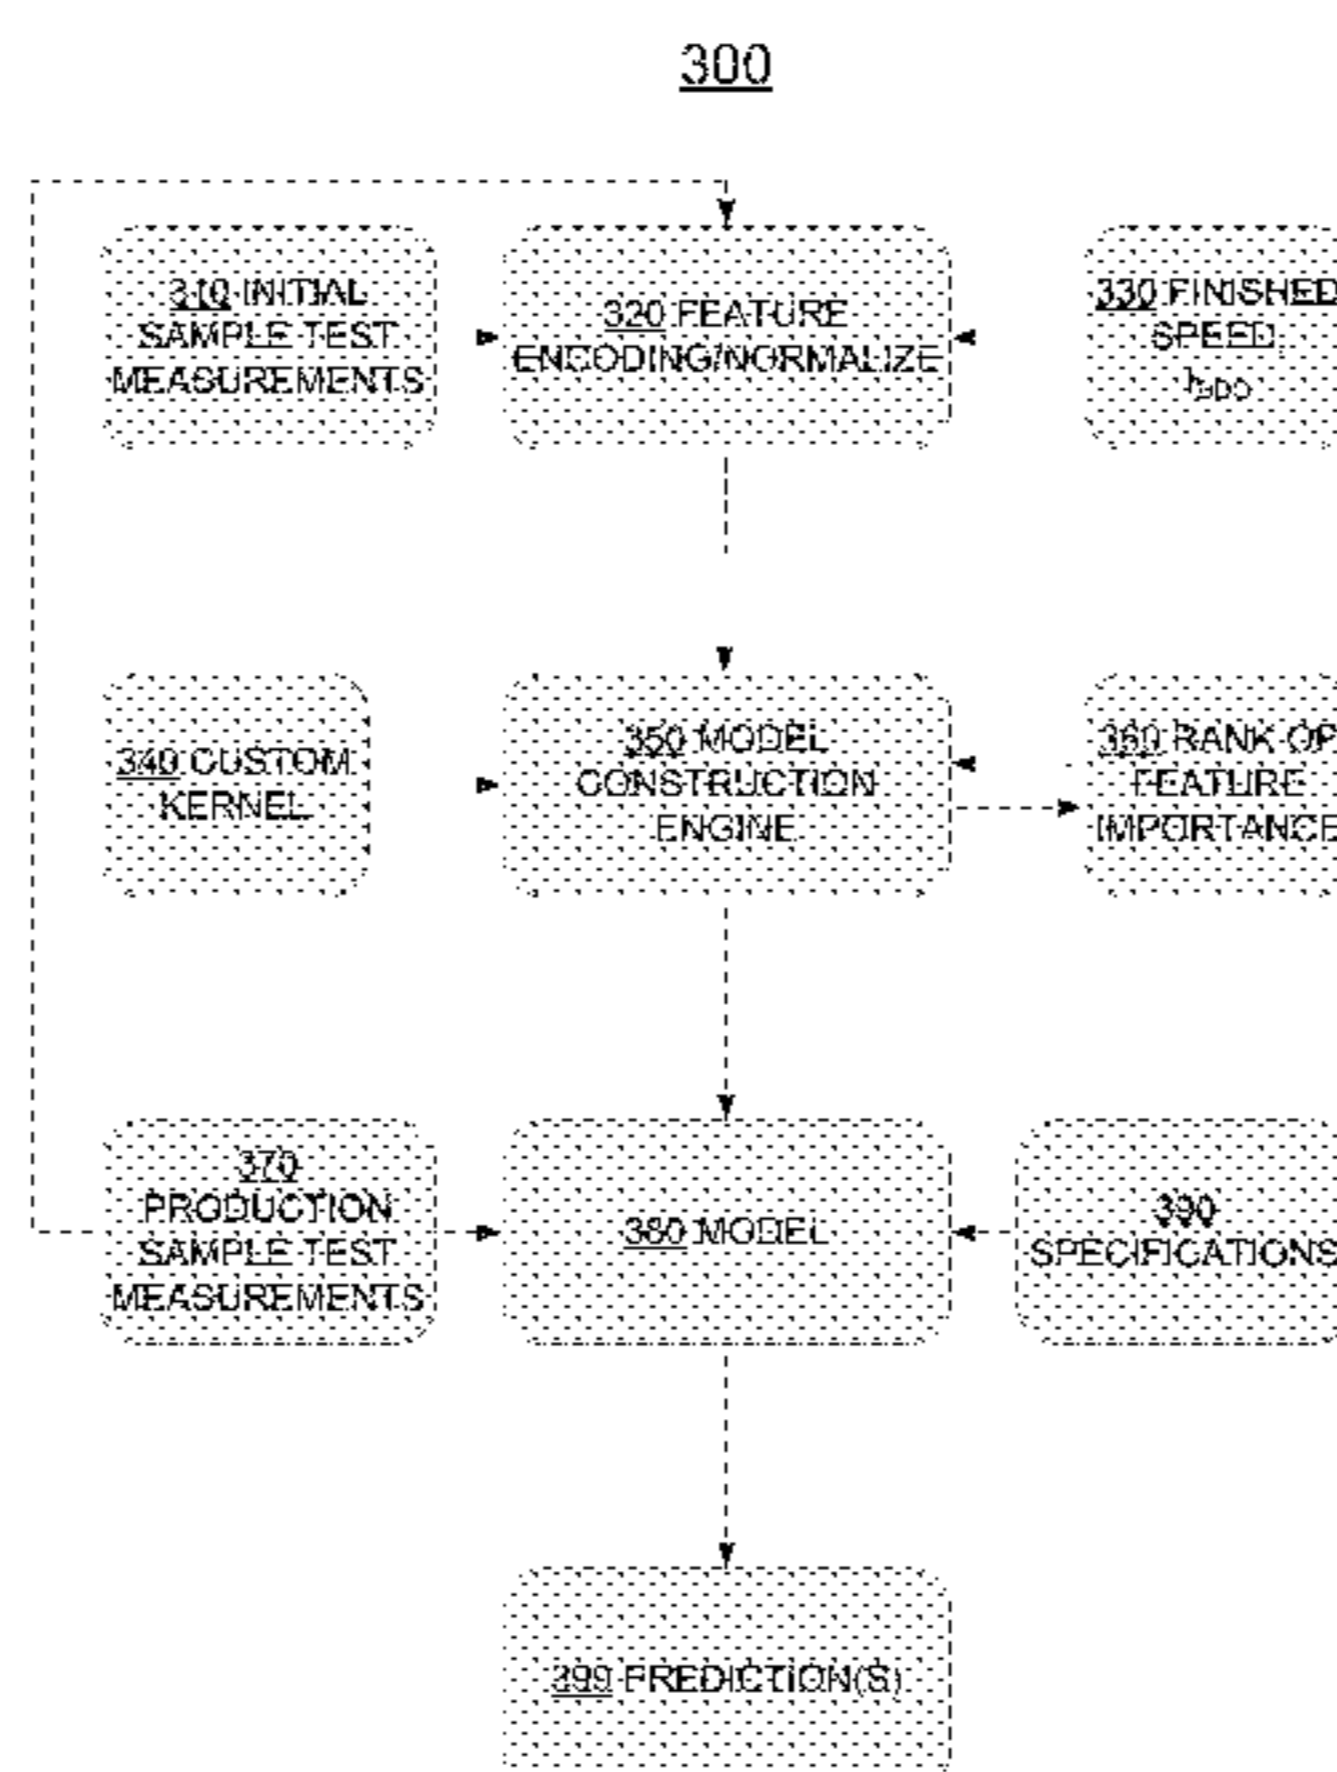 300
310 INITIAL
SAMPLE TEST
MEASUREMENTS
320 FEATURE
ENCODING/NORMALIZE
330 FINISHED
SPEED,
340 CUSTOM
KERNEL
350 MODEL
CONSTRUCTION
ENGINE
360 RANK OF
FEATURE
IMPORTANCE
370
PRODUCTION
SAMPLE TEST
MEASUREMENTS
380 MODEL
390
SPECIFICATIONS
399 PREDICTION(S)